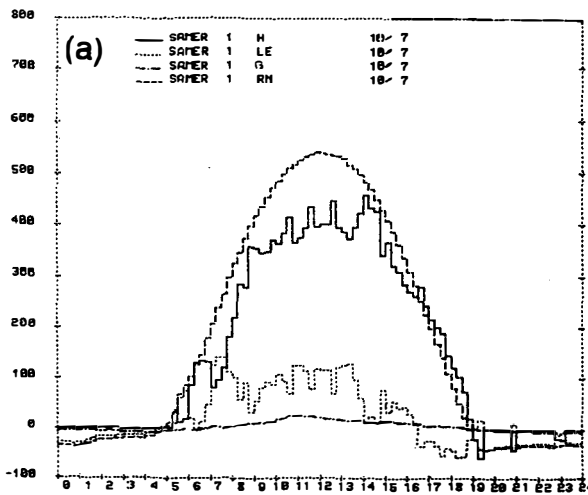 800
(a)
SAMER 1 H 10/ 7
SAMER 1 LE 10/ 7
SAMER 1 G 10/ 7
SAMER 1 RN 10/ 7
700
600
500
400
300
200
100
0
-100
0 1 2 3 4 5 6 7 8 9 10 11 12 13 14 15 16 17 18 19 20 21 22 23 2